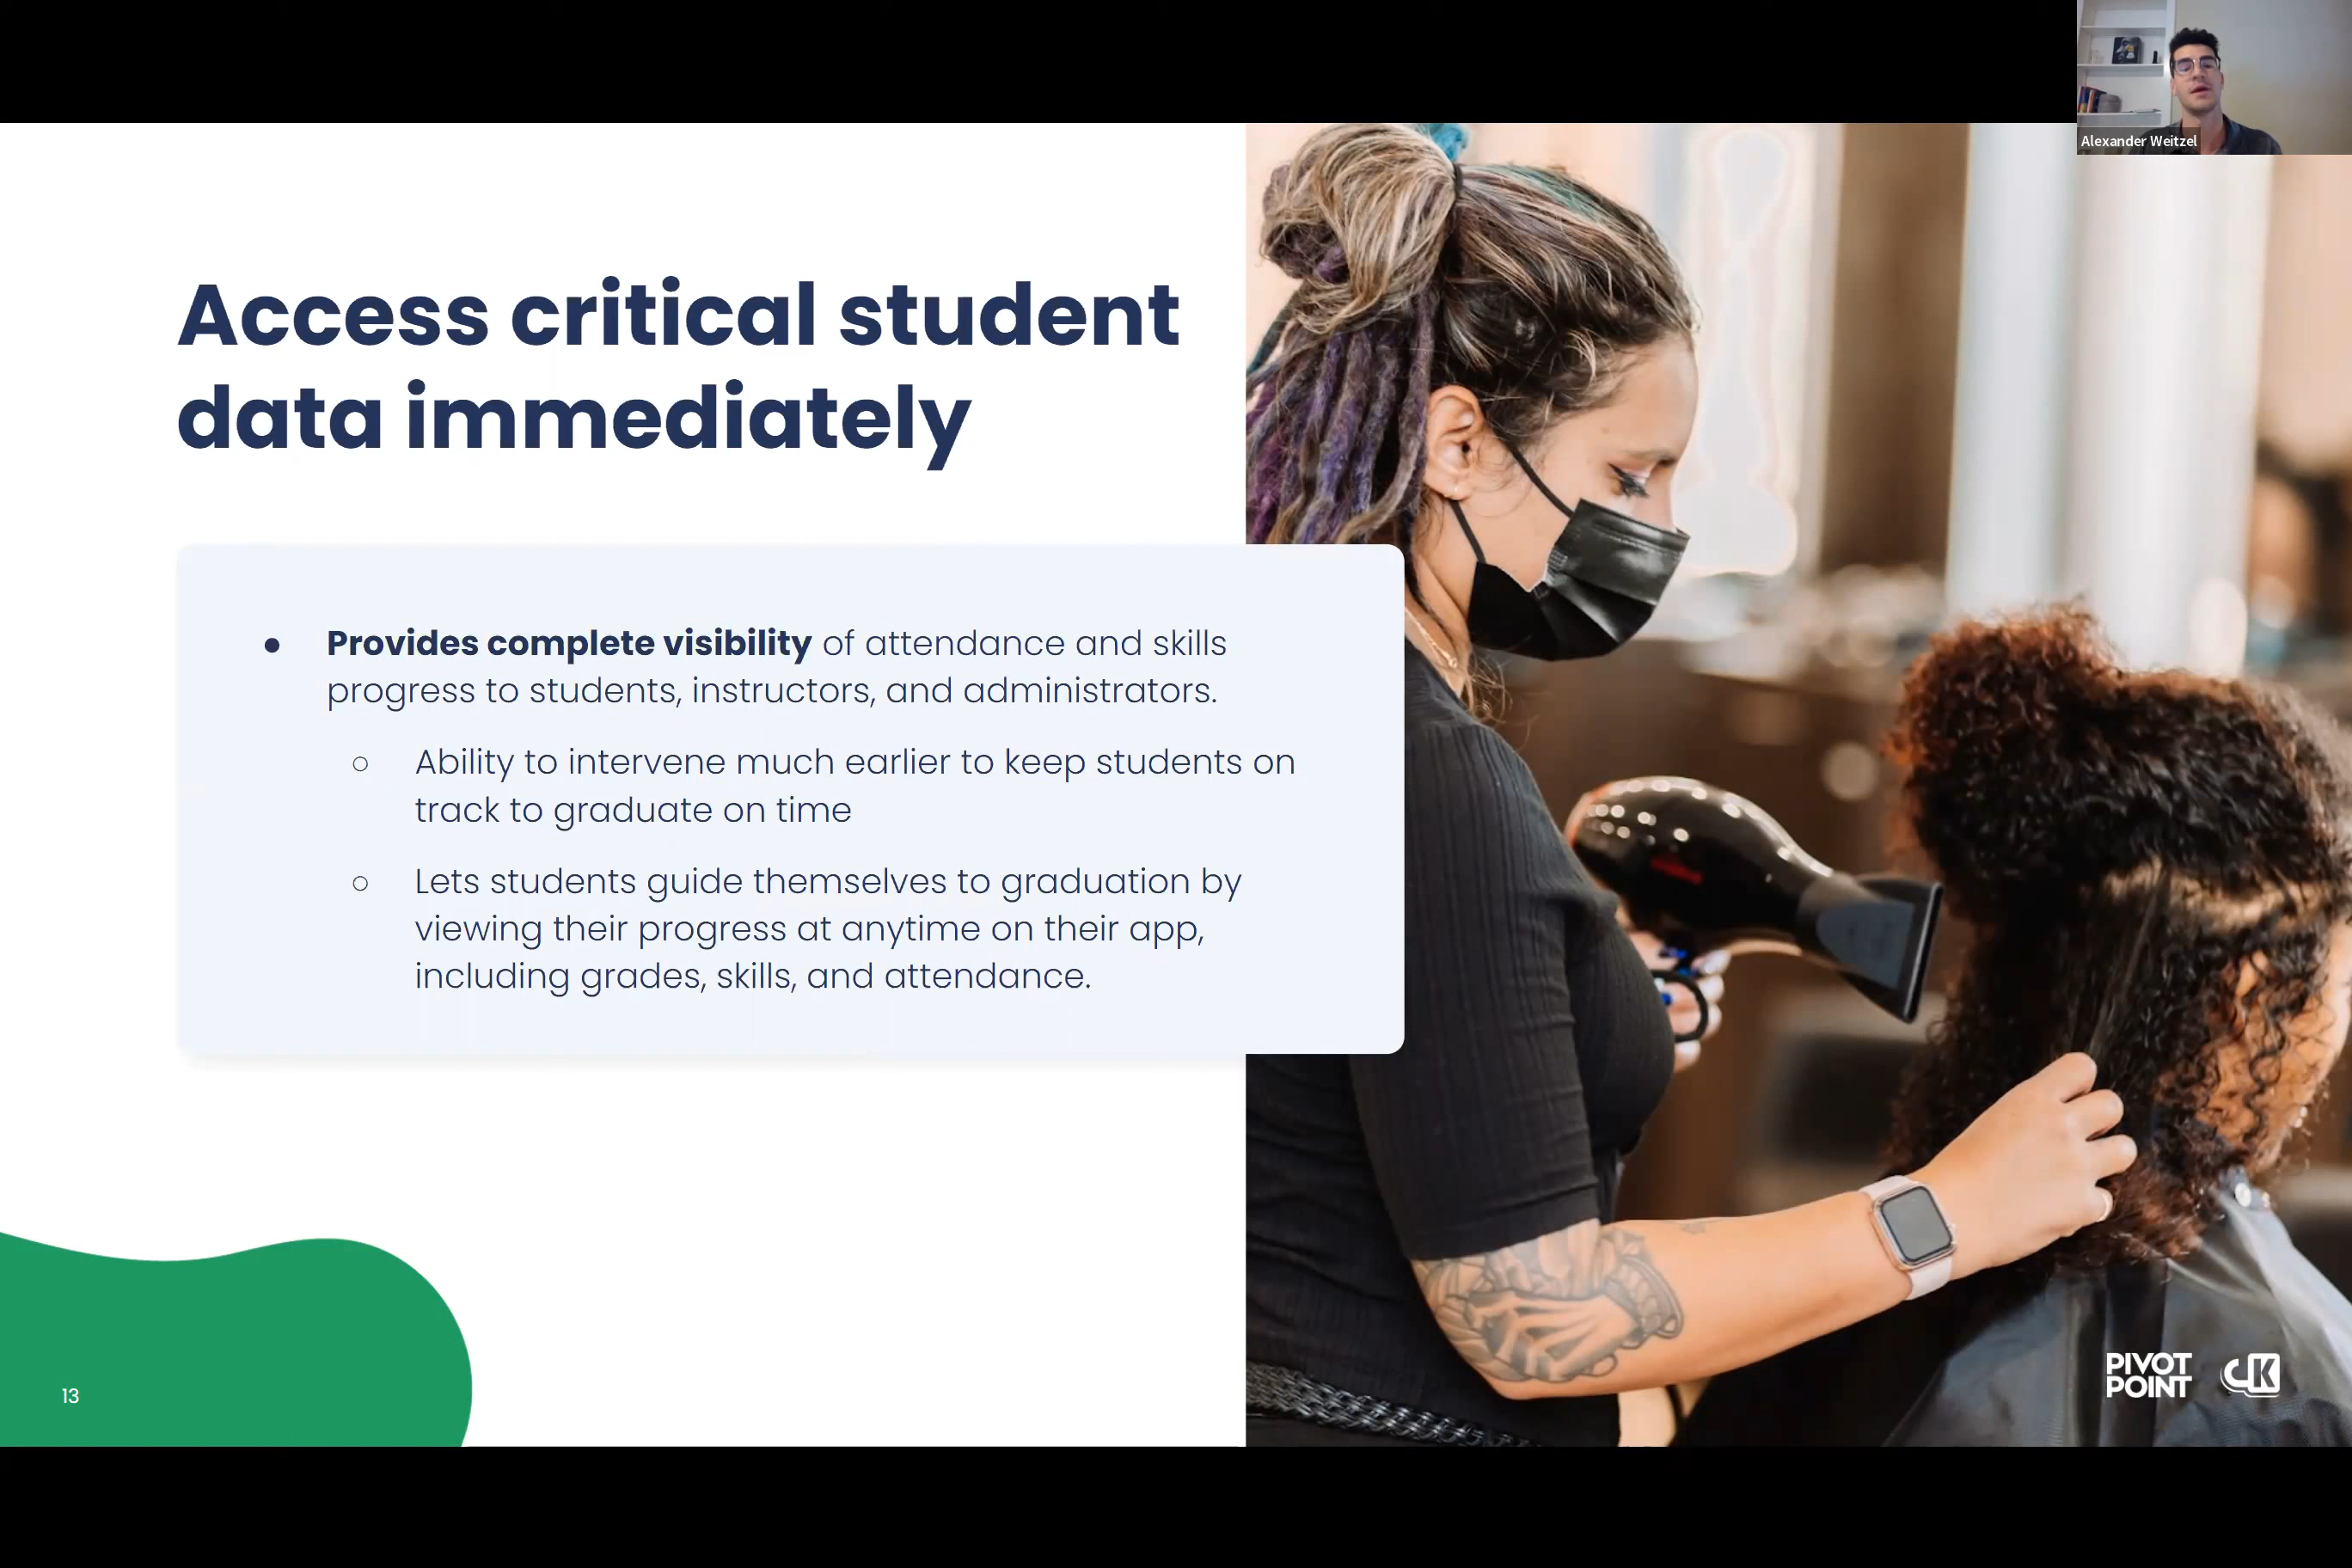 Alexander Weitzel
Access critical student
data immediately
● Provides complete visibility of attendance and skills
progress to students, instructors, and administrators.
○ Ability to intervene much earlier to keep students on
track to graduate on time
○ Lets students guide themselves to graduation by
viewing their progress at anytime on their app,
including grades, skills, and attendance.
13
PIVOT
POINT
CK